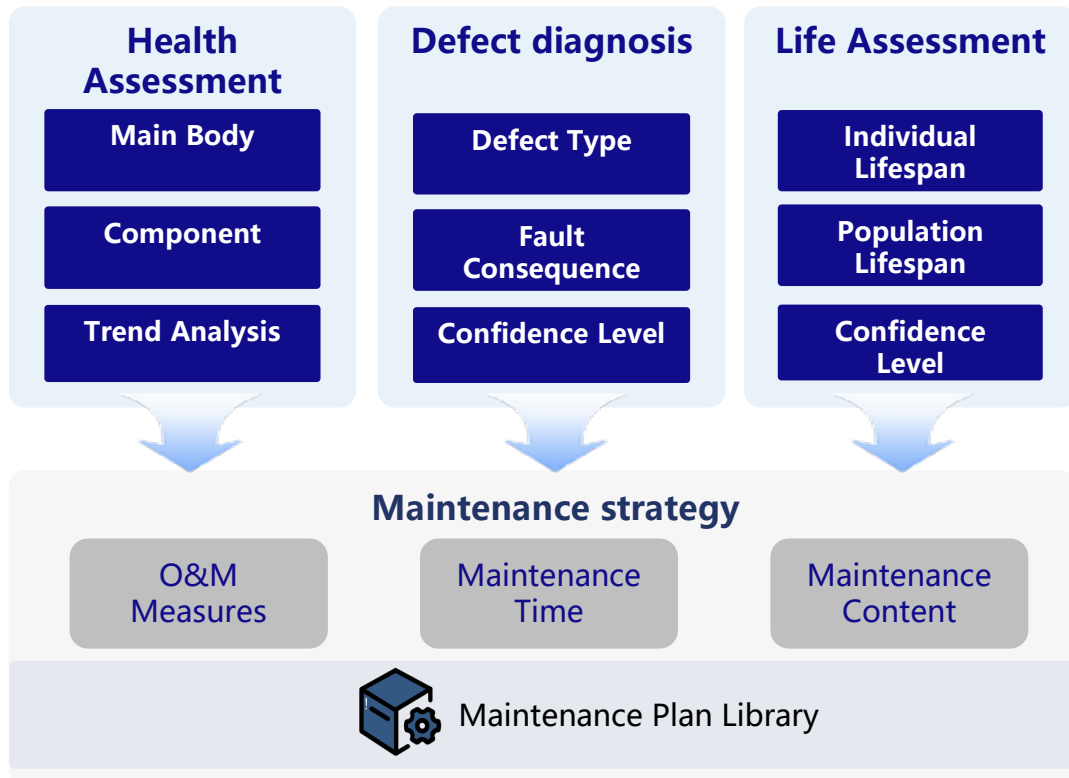 Health
Assessment
Main Body
Component
Trend Analysis
Defect diagnosis
Defect Type
Fault
Consequence
Confidence Level
Life Assessment
Individual
Lifespan
Population
Lifespan
Confidence
Level
Maintenance strategy
O&M
Measures
Maintenance
Time
Maintenance
Content
Maintenance Plan Library